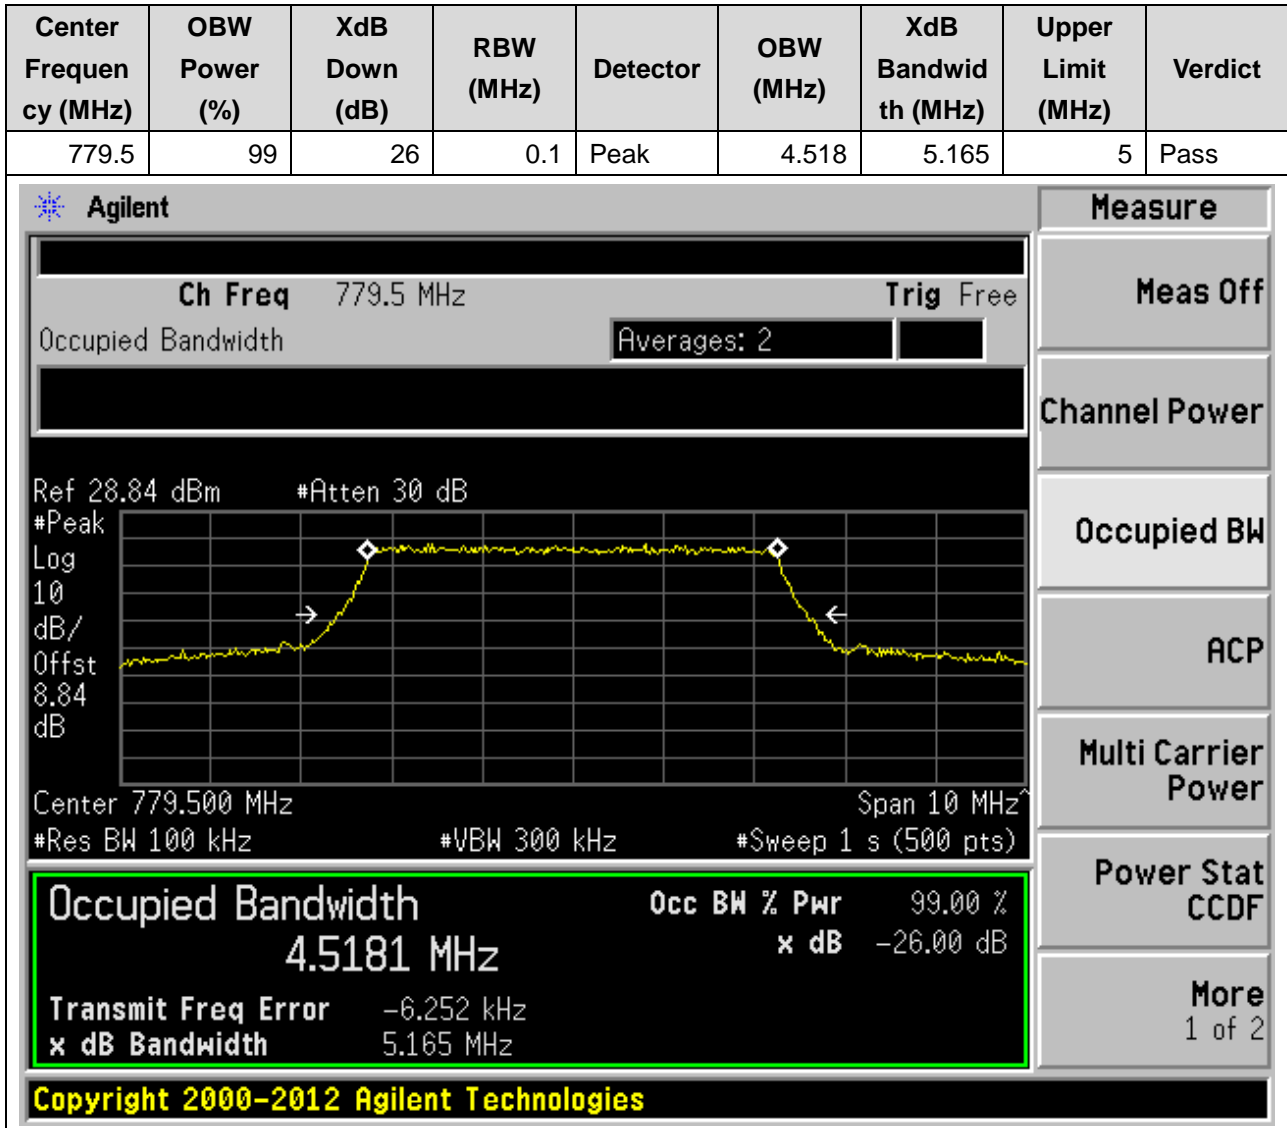 Center Frequen cy (MHz) OBW Power (%) XdB Down (dB) RBW (MHz) Detector OBW (MHz) XdB Bandwid th (MHz) Upper Limit (MHz) Verdict
779.5 99 26 0.1 Peak 4.518 5.165 5 Pass
Agilent
Ch Freq 779.5 MHz Trig Free
Occupied Bandwidth Averages: 2
Ref 28.84 dBm #Atten 30 dB
#Peak
Log
10
dB/
Offst
8.84
dB
Center 779.500 MHz Span 10 MHz^
#Res BW 100 kHz #VBW 300 kHz #Sweep 1 s (500 pts)
Occupied Bandwidth Occ BW % Pwr 99.00 %
4.5181 MHz x dB -26.00 dB
Transmit Freq Error -6.252 kHz
x dB Bandwidth 5.165 MHz
Copyright 2000-2012 Agilent Technologies
Measure
Meas Off
Channel Power
Occupied BW
ACP
Multi Carrier
Power
Power Stat
CCDF
More
1 of 2